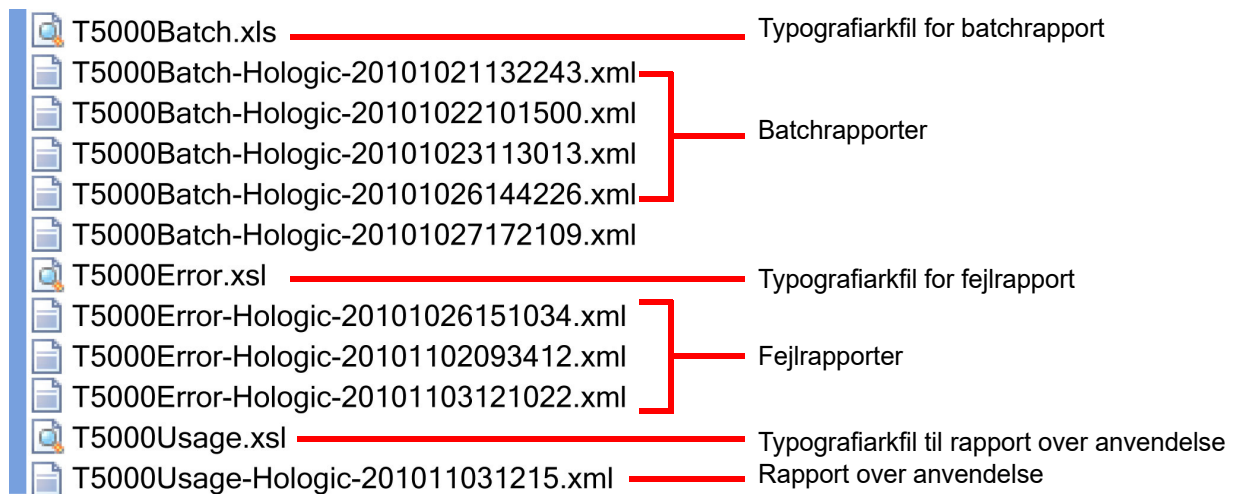 T5000Batch.xls Typografiarkfil for batchrapport
T5000Batch-Hologic-20101021132243.xml
T5000Batch-Hologic-20101022101500.xml
Batchrapporter
T5000Batch-Hologic-20101023113013.xml
T5000Batch-Hologic-20101026144226.xml
T5000Batch-Hologic-20101027172109.xml
T5000Error.xsl Typografiarkfil for fejlrapport
T5000Error-Hologic-20101026151034.xml
T5000Error-Hologic-20101102093412.xml Fejlrapporter
T5000Error-Hologic-20101103121022.xml
T5000Usage.xsl Typografiarkfil til rapport over anvendelse
T5000Usage-Hologic-201011031215.xml Rapport over anvendelse